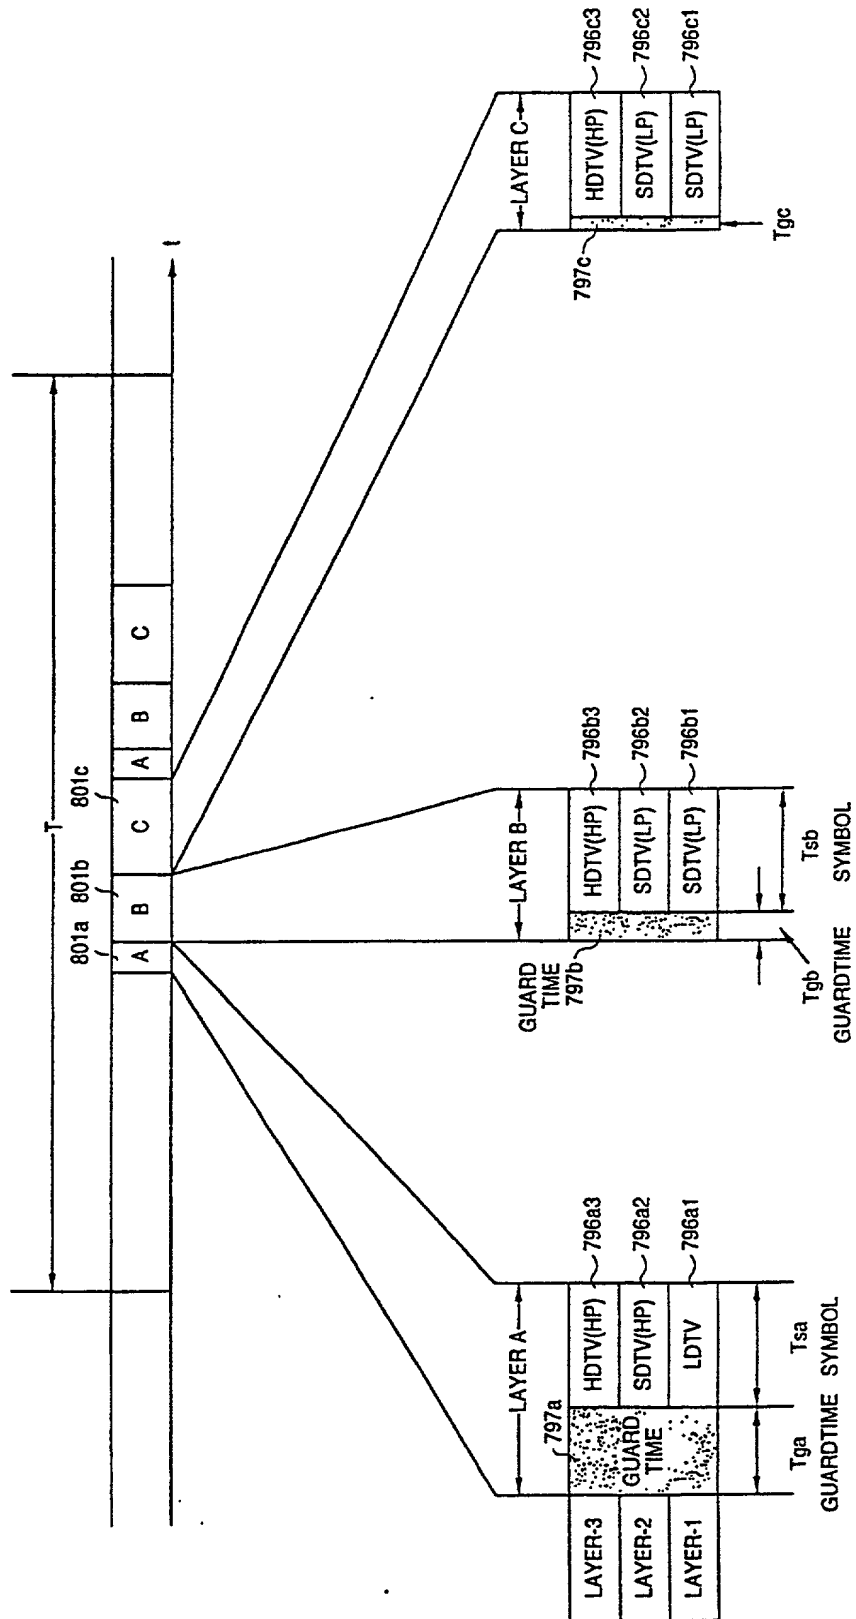 T
801a
801b
801c
A
B
C
A
B
C
t
LAYER A
797a
LAYER-3
LAYER-2
LAYER-1
GUARD
TIME
HDTV(HP)
796a3
SDTV(HP)
796a2
LDTV
796a1
Tga
Tsa
GUARDTIME
SYMBOL
LAYER B
GUARD
TIME
797b
HDTV(HP)
796b3
SDTV(LP)
796b2
SDTV(LP)
796b1
Tgb
Tsb
GUARDTIME
SYMBOL
LAYER C
797c
HDTV(HP)
796c3
SDTV(LP)
796c2
SDTV(LP)
796c1
Tgc